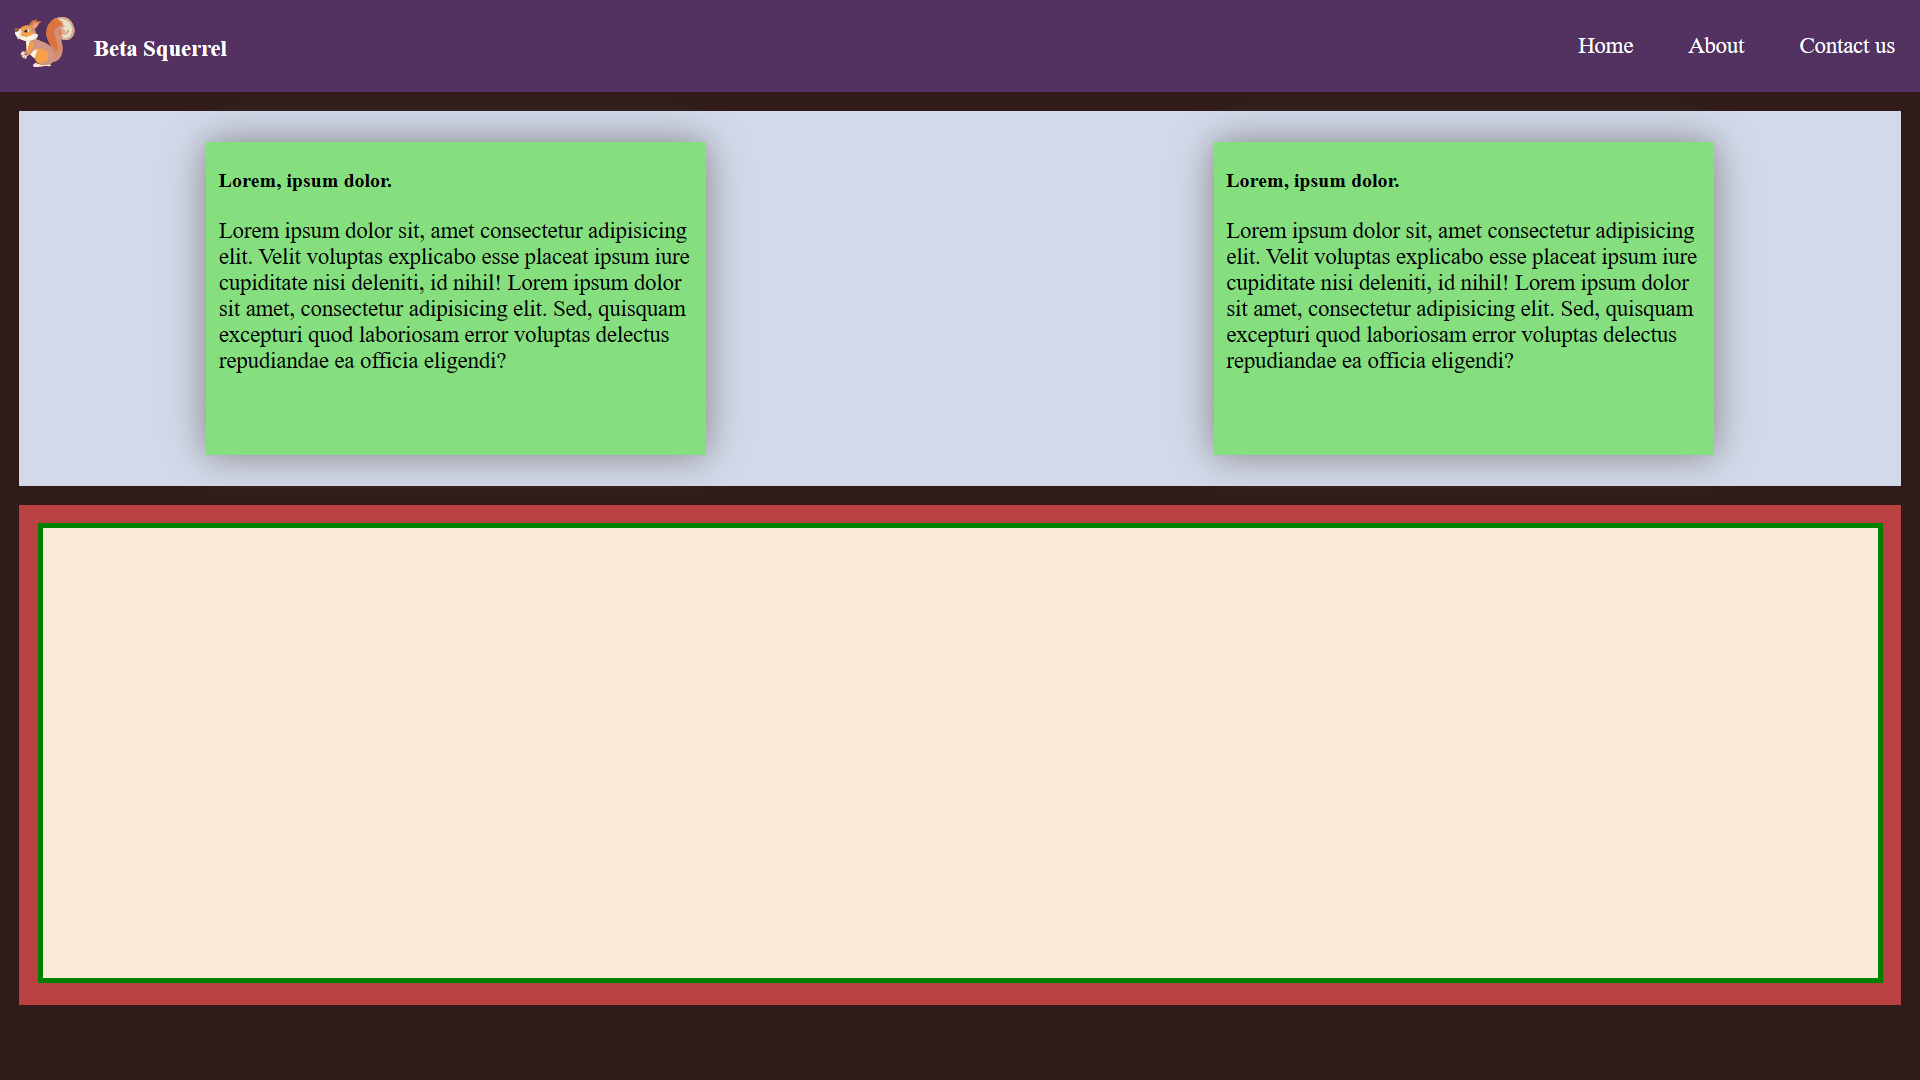 Beta Squerrel
Home
About
Contact us
Lorem, ipsum dolor.
Lorem ipsum dolor sit, amet consectetur adipisicing
elit. Velit voluptas explicabo esse placeat ipsum iure
cupiditate nisi deleniti, id nihil! Lorem ipsum dolor
sit amet, consectetur adipisicing elit. Sed, quisquam
excepturi quod laboriosam error voluptas delectus
repudiandae ea officia eligendi?
Lorem, ipsum dolor.
Lorem ipsum dolor sit, amet consectetur adipisicing
elit. Velit voluptas explicabo esse placeat ipsum iure
cupiditate nisi deleniti, id nihil! Lorem ipsum dolor
sit amet, consectetur adipisicing elit. Sed, quisquam
excepturi quod laboriosam error voluptas delectus
repudiandae ea officia eligendi?